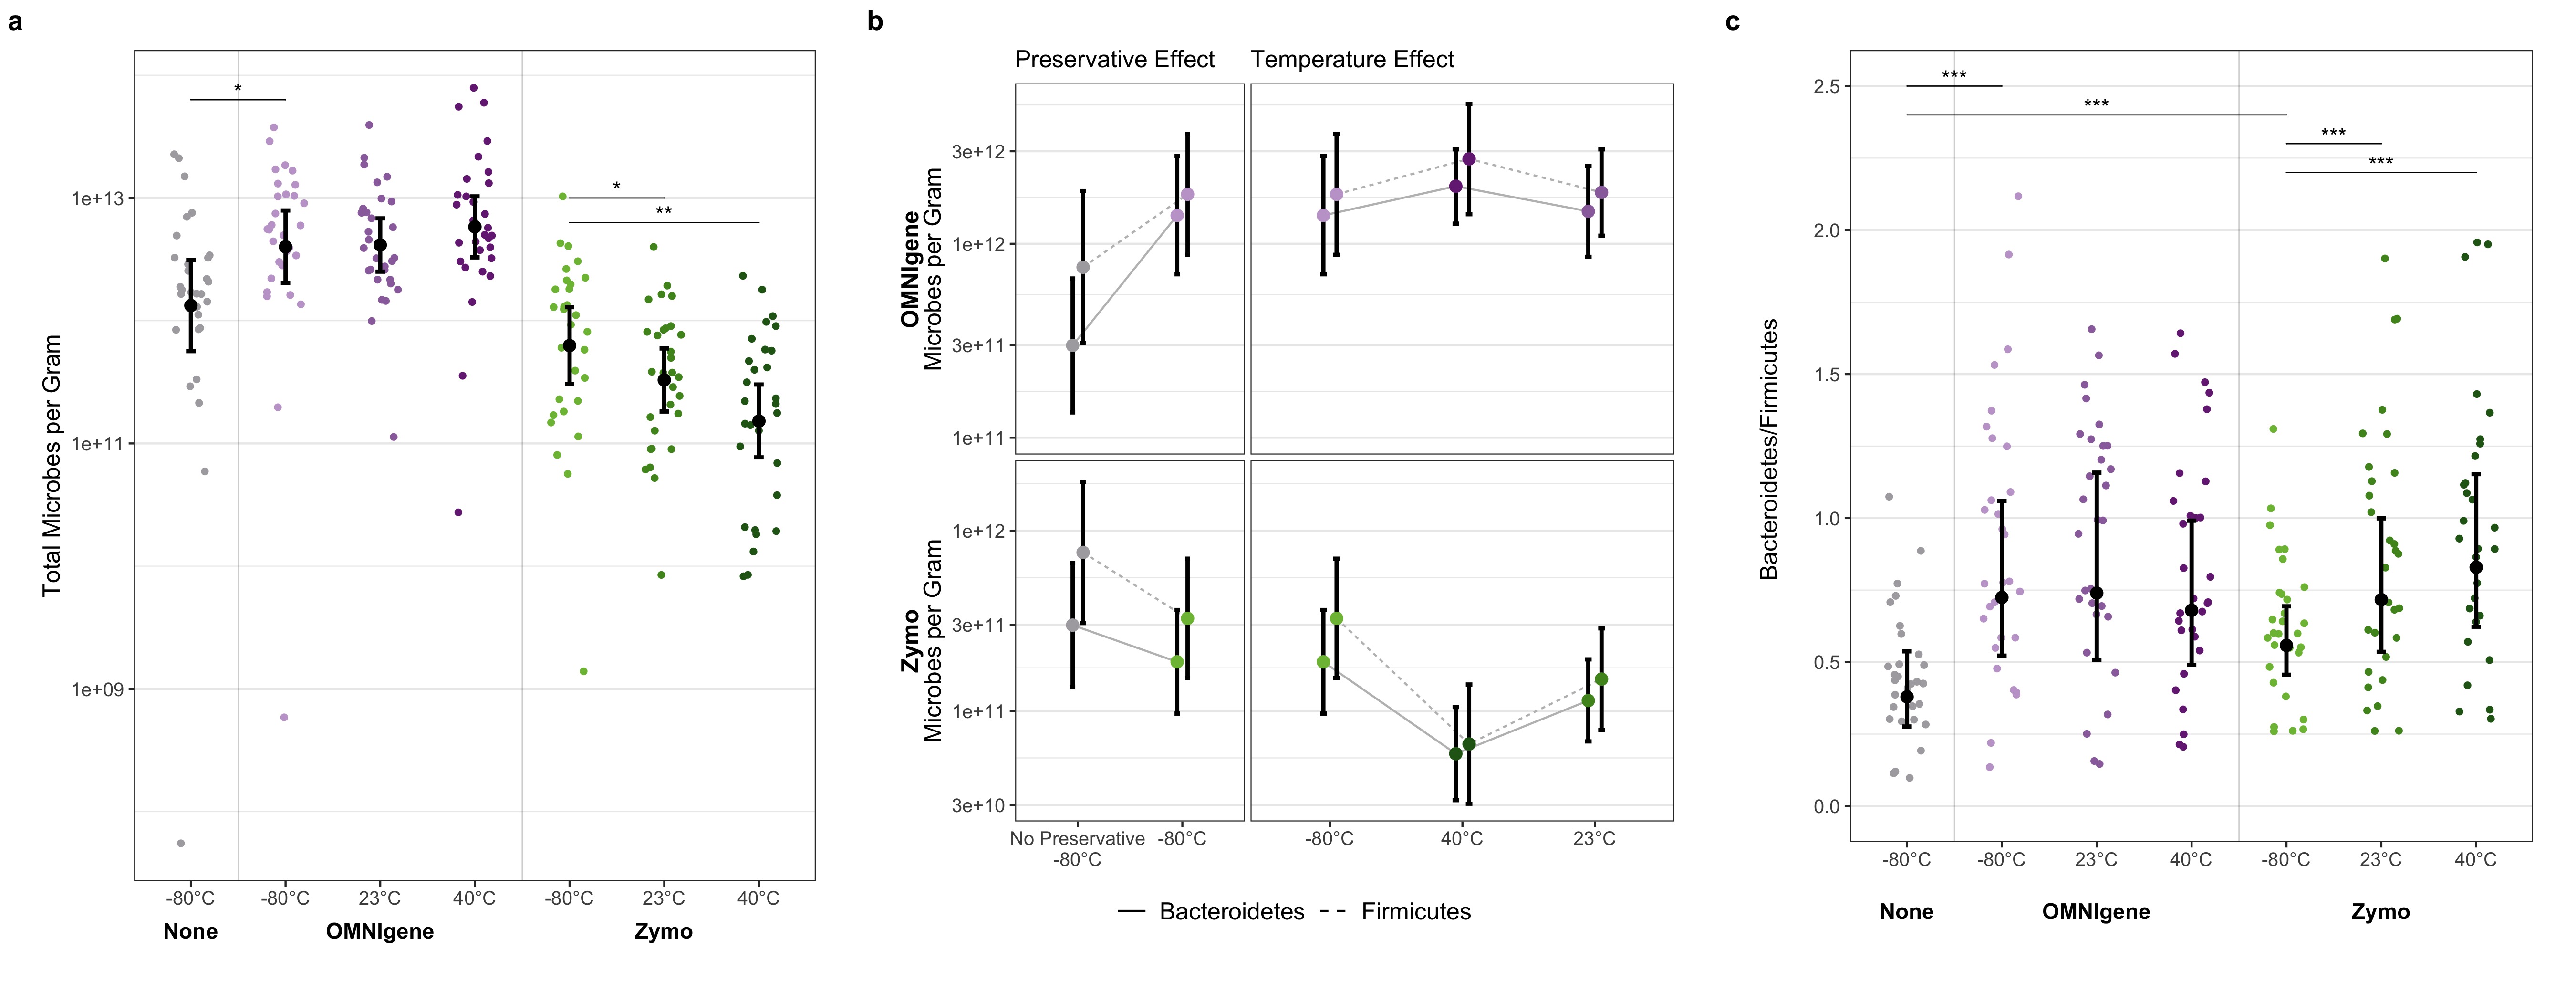 a
Total Microbes per Gram
1e+13
1e+11
1e+09
*
*
**
-80°C
-80°C
23°C
40°C
-80°C
23°C
40°C
None
OMNIgene
Zymo
b
Preservative Effect
Temperature Effect
OMNIgene
Microbes per Gram
3e+12
1e+12
3e+11
1e+11
Zymo
Microbes per Gram
1e+12
3e+11
1e+11
3e+10
No Preservative
-80°C
-80°C
-80°C
40°C
23°C
Bacteroidetes
Firmicutes
c
Bacteroidetes/Firmicutes
2.5
2.0
1.5
1.0
0.5
0.0
***
***
***
***
-80°C
-80°C
23°C
40°C
-80°C
23°C
40°C
None
OMNIgene
Zymo